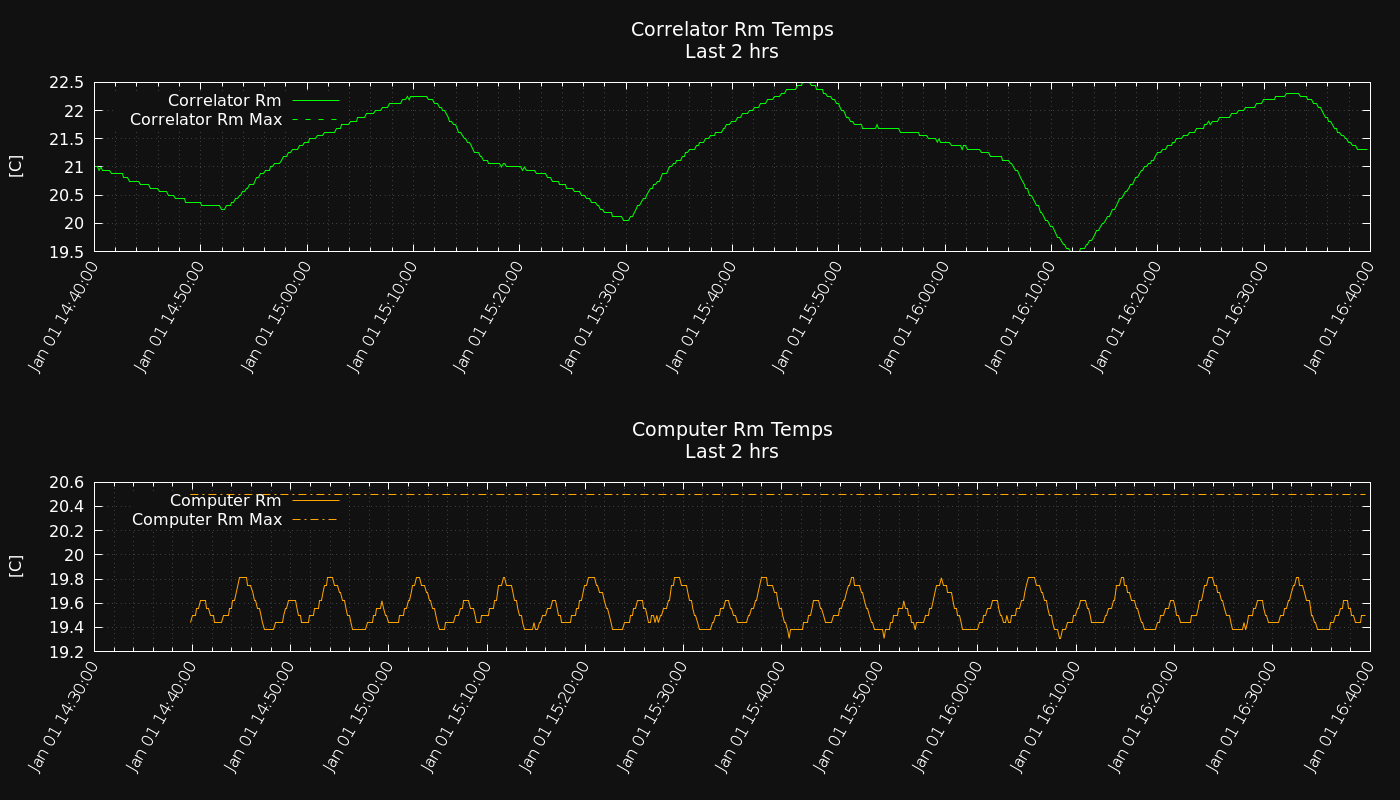 Correlator Rm Temps
Last 2 hrs
[C]
22.5
22
21.5
21
20.5
20
19.5
Correlator Rm
Correlator Rm Max
Jan 01 14:40:00
Jan 01 14:50:00
Jan 01 15:00:00
Jan 01 15:10:00
Jan 01 15:20:00
Jan 01 15:30:00
Jan 01 15:40:00
Jan 01 15:50:00
Jan 01 16:00:00
Jan 01 16:10:00
Jan 01 16:20:00
Jan 01 16:30:00
Jan 01 16:40:00
Computer Rm Temps
Last 2 hrs
[C]
20.6
20.4
20.2
20
19.8
19.6
19.4
19.2
Computer Rm
Computer Rm Max
Jan 01 14:30:00
Jan 01 14:40:00
Jan 01 14:50:00
Jan 01 15:00:00
Jan 01 15:10:00
Jan 01 15:20:00
Jan 01 15:30:00
Jan 01 15:40:00
Jan 01 15:50:00
Jan 01 16:00:00
Jan 01 16:10:00
Jan 01 16:20:00
Jan 01 16:30:00
Jan 01 16:40:00